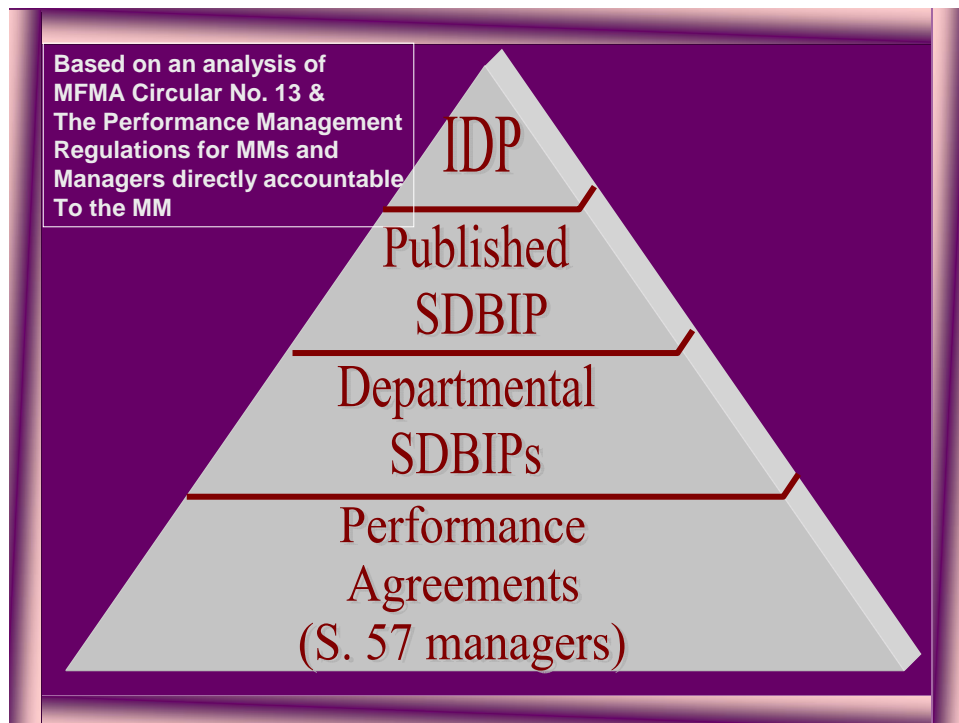 Based on an analysis of
MFMA Circular No. 13 &
The Performance Management
Regulations for MMs and
Managers directly accountable
To the MM
IDP
Published
SDBIP
Departmental
SDBIPs
Performance
Agreements
(S. 57 managers)